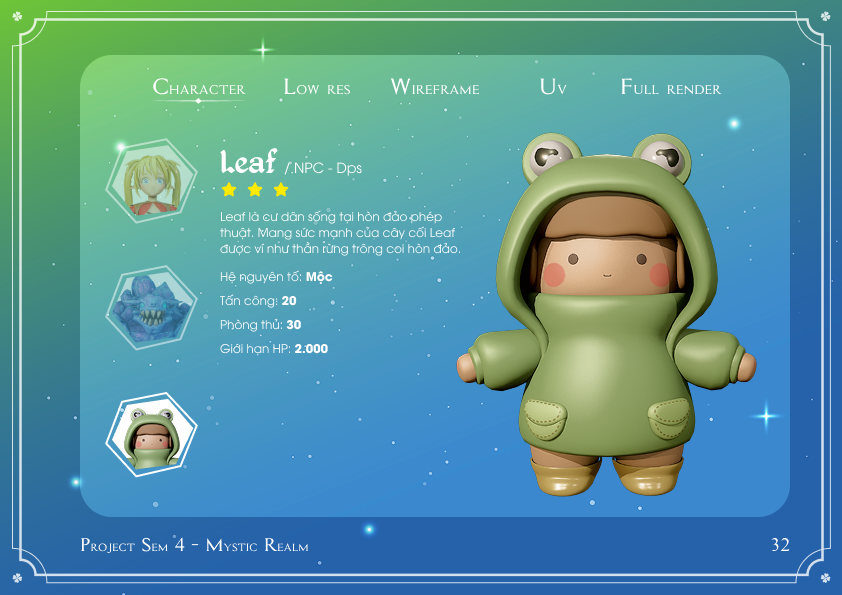 Character Low res Wireframe Uv Full render
Leaf /.NPC - Dps
Leaf là cư dân sống tại hòn đảo phép
thuật. Mang sức mạnh của cây cối Leaf
được ví như thần rừng trông coi hòn đảo.
Hệ nguyên tố: Mộc
Tấn công: 20
Phòng thủ: 30
Giới hạn HP: 2.000
Project Sem 4 - Mystic Realm
32